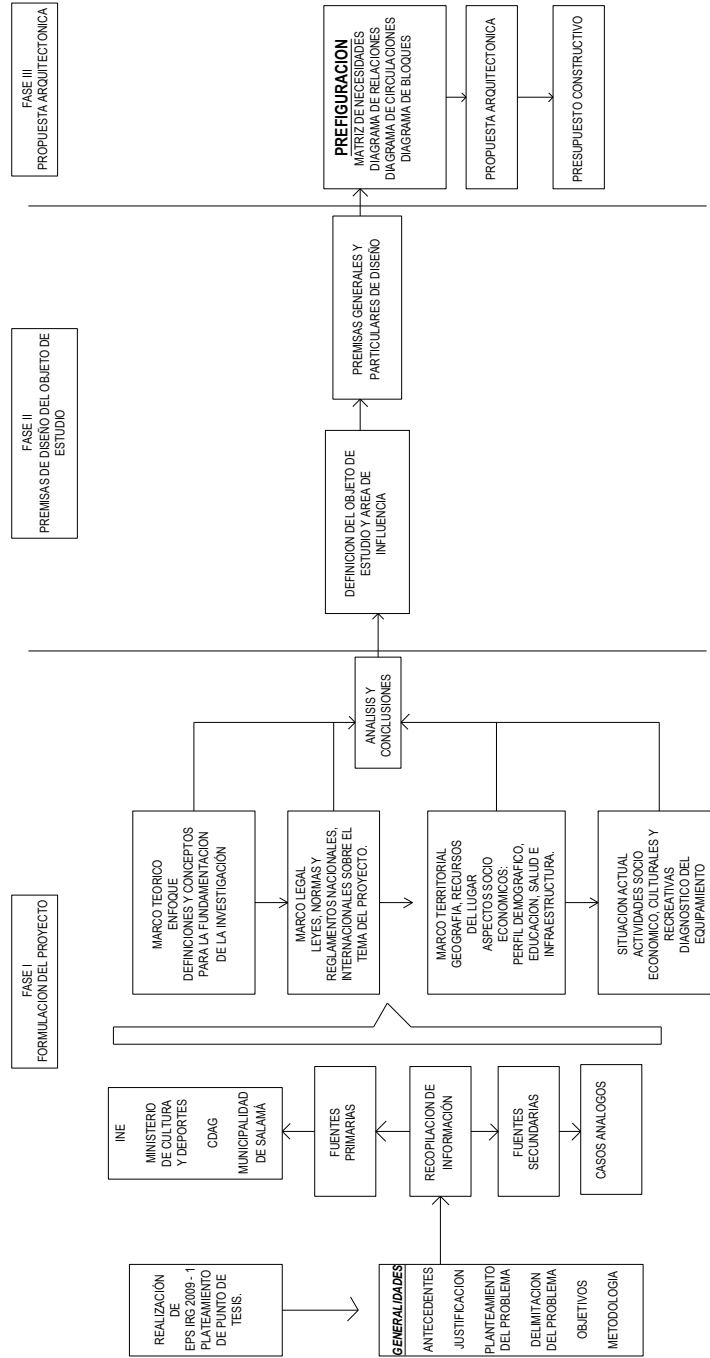 FASE I
FORMULACION DEL PROYECTO
REALIZACIÓN
DE
EPS IRG 2009 - 1
PLATEAMIENTO
DE PUNTO DE
TESIS.
GENERALIDADES
ANTECEDENTES
JUSTIFICACION
PLANTEAMIENTO
DEL PROBLEMA
DELIMITACION
DEL PROBLEMA
OBJETIVOS
METODOLOGIA
INE
MINISTERIO
DE CULTURA
Y DEPORTES
CDAG
MUNICIPALIDAD
DE SALAMÁ
FUENTES
PRIMARIAS
RECOPILACION DE
INFORMACIÓN
FUENTES
SECUNDARIAS
CASOS ANALOGOS
MARCO TEORICO
ENFOQUE
DEFINICIONES Y CONCEPTOS
PARA LA FUNDAMENTACION
DE LA INVESTIGACIÓN
MARCO LEGAL
LEYES, NORMAS Y
REGLAMENTOS NACIONALES,
INTERNACIONALES SOBRE EL
TEMA DEL PROYECTO.
MARCO TERRITORIAL
GEOGRAFIA, RECURSOS
DEL LUGAR
ASPECTOS SOCIO
ECONOMICOS:
PERFIL DEMOGRAFICO,
EDUCACION, SALUD E
INFRAESTRUCTURA.
SITUACION ACTUAL
ACTIVIDADES SOCIO
ECONOMICO, CULTURALES Y
RECREATIVAS
DIAGNOSTICO DEL
EQUIPAMIENTO
ANALISIS Y
CONCLUSIONES
FASE II
PREMISAS DE DISEÑO DEL OBJETO DE
ESTUDIO
DEFINICION DEL OBJETO DE
ESTUDIO Y AREA DE
INFLUENCIA
PREMISAS GENERALES Y
PARTICULARES DE DISEÑO
FASE III
PROPUESTA ARQUITECTONICA
PREFIGURACION
MATRIZ DE NECESIDADES
DIAGRAMA DE RELACIONES
DIAGRAMA DE CIRCULACIONES
DIAGRAMA DE BLOQUES
PROPUESTA ARQUITECTONICA
PRESUPUESTO CONSTRUCTIVO